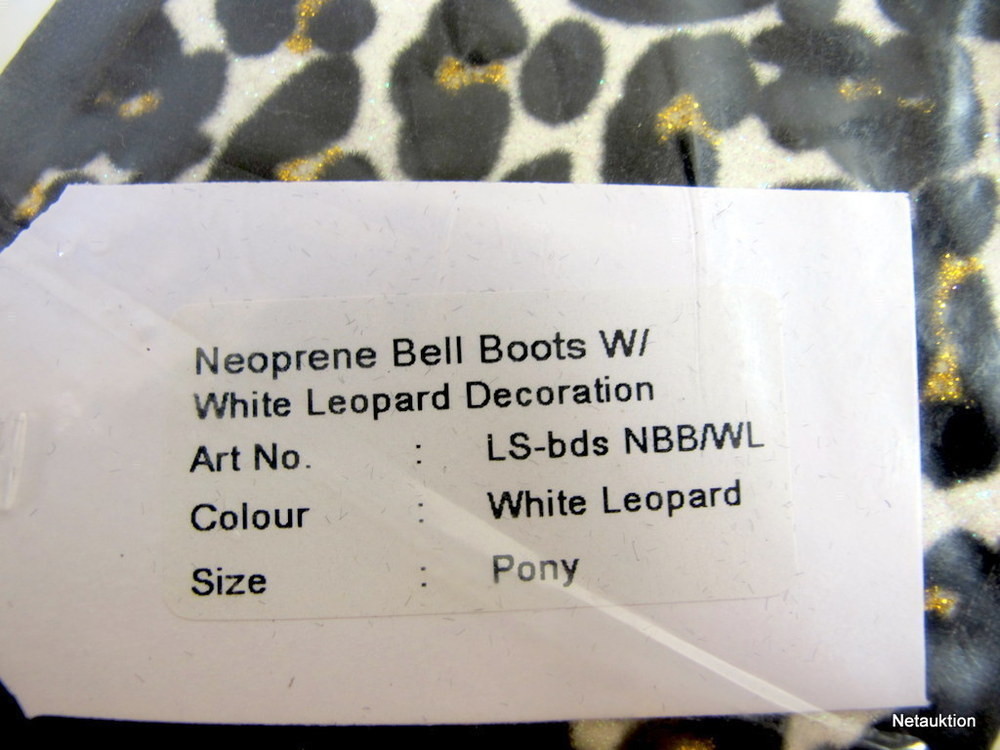 Neoprene Bell Boots W/
White Leopard Decoration
Art No. : LS-bds NBB/WL
Colour : White Leopard
Size : Pony
Netauktion